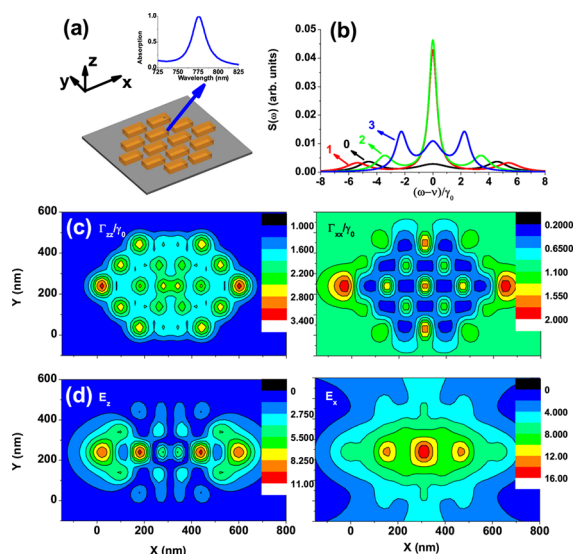 (a)
Absorption
1.0
0.5
0.0
725 750 775 800 825
Wavelength (nm)
z
y
x
(b)
S(ω) (arb. units)
0.05
0.04
0.03
0.02
0.01
0.00
1
0
2
3
-8 -6 -4 -2 0 2 4 6 8
(ω-ν)/γ₀
(c)
Γzz/γ₀
Y (nm)
600
400
200
0
1.000
1.600
2.200
2.800
3.400
Γxx/γ₀
0.2000
0.6500
1.100
1.550
2.000
(d)
Ez
Y (nm)
600
400
200
0
0
2.750
5.500
8.250
11.00
0 200 400 600 800
X (nm)
Ex
0
4.000
8.000
12.00
16.00
0 200 400 600 800
X (nm)